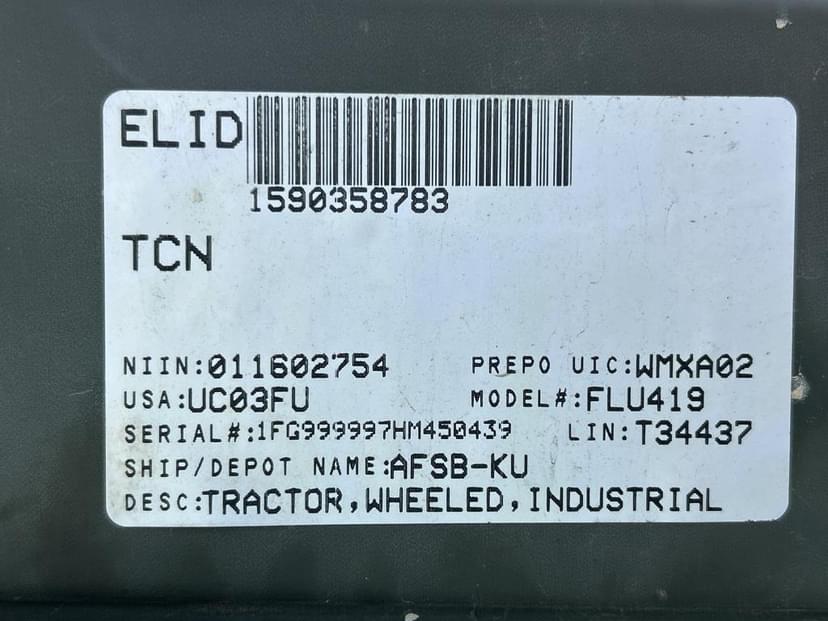 ELID
1590358783
TCN
NIIN:011602754 PREPO UIC:WMXA02
USA:UC03FU MODEL#:FLU419
SERIAL#:1FG999997HM450439 LIN:T34437
SHIP/DEPOT NAME:AFSB-KU
DESC:TRACTOR,WHEELED,INDUSTRIAL